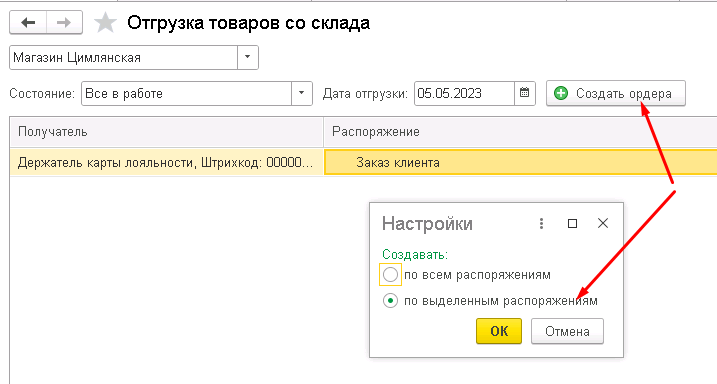 Отгрузка товаров со склада
Магазин Цимлянская
Состояние: Все в работе Дата отгрузки: 05.05.2023 Создать ордера
Получатель Распоряжение
Держатель карты лояльности, Штрихкод: 00000... Заказ клиента
Настройки
Создавать:
по всем распоряжениям
по выделенным распоряжениям
ОК Отмена